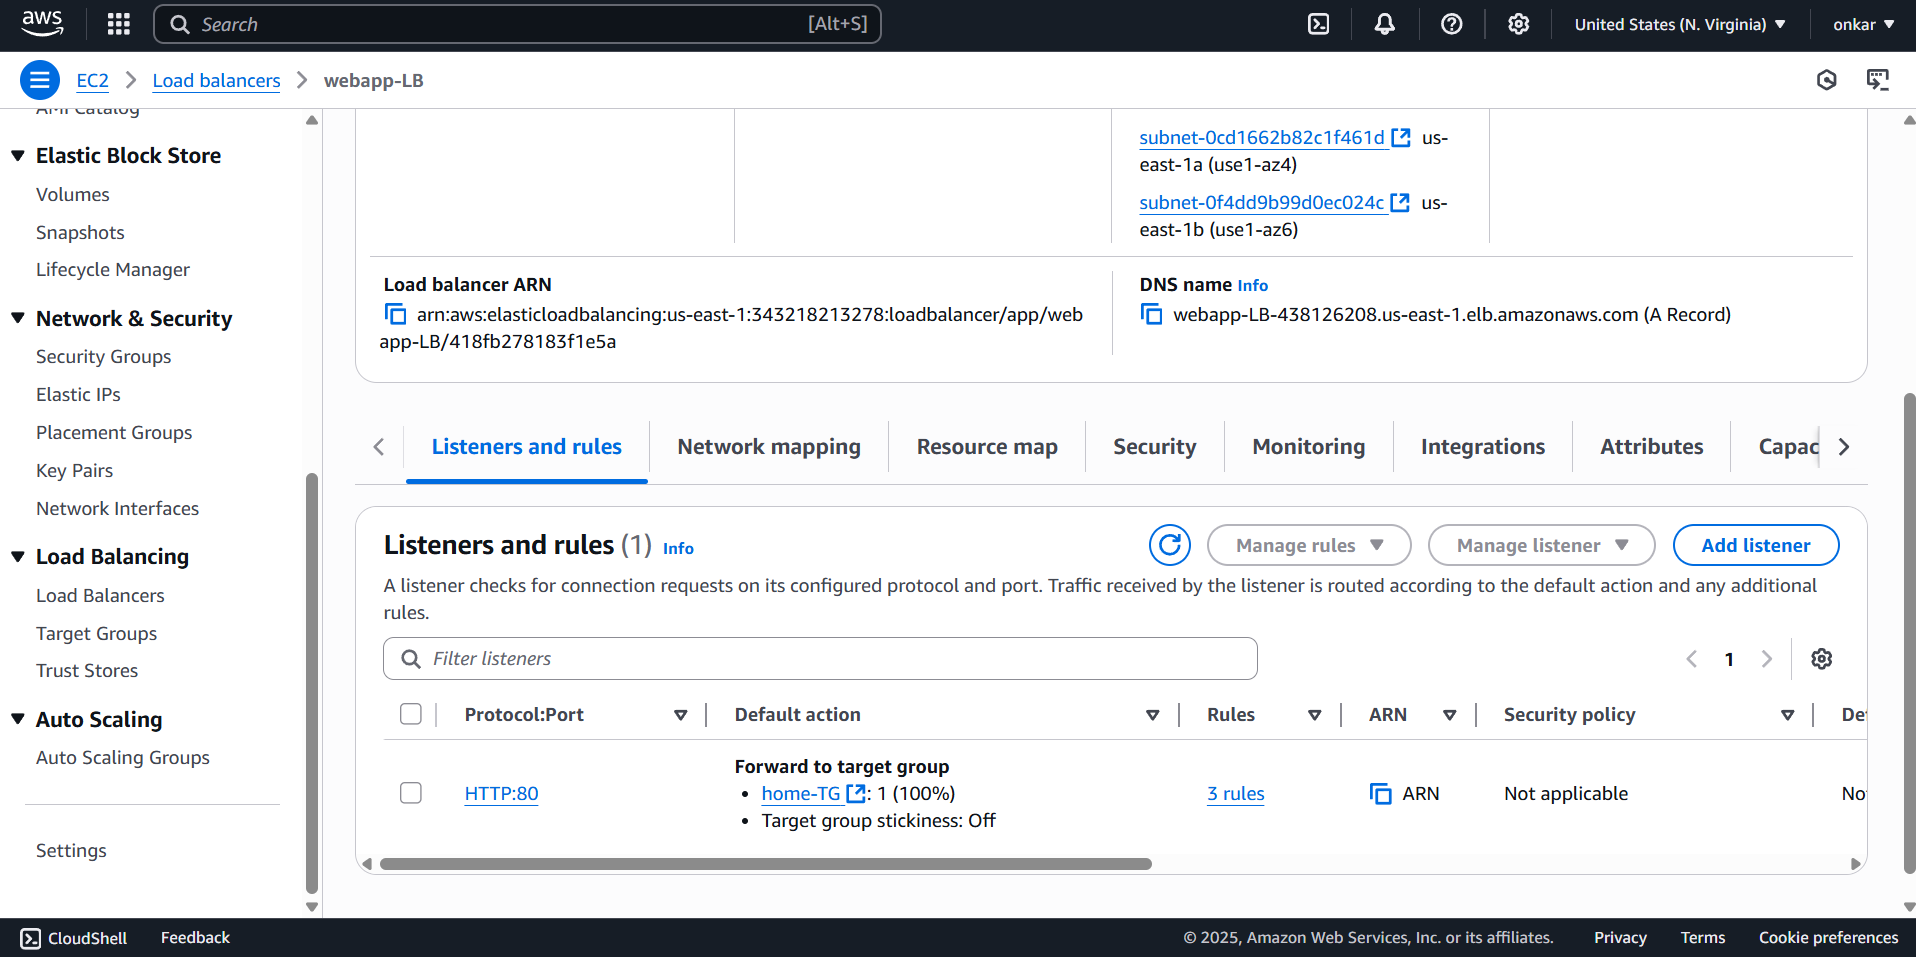 aws
Search [Alt+S]
United States (N. Virginia)
onkar
EC2 > Load balancers > webapp-LB
AMI Catalog
Elastic Block Store
Volumes
Snapshots
Lifecycle Manager
Network & Security
Security Groups
Elastic IPs
Placement Groups
Key Pairs
Network Interfaces
Load Balancing
Load Balancers
Target Groups
Trust Stores
Auto Scaling
Auto Scaling Groups
Settings
subnet-0cd1662b82c1f461d us-
east-1a (use1-az4)
subnet-0f4dd9b99d0ec024c us-
east-1b (use1-az6)
Load balancer ARN
arn:aws:elasticloadbalancing:us-east-1:343218213278:loadbalancer/app/web
app-LB/418fb278183f1e5a
DNS name Info
webapp-LB-438126208.us-east-1.elb.amazonaws.com (A Record)
Listeners and rules Network mapping Resource map Security Monitoring Integrations Attributes Capac
Listeners and rules (1) Info
Manage rules Manage listener Add listener
A listener checks for connection requests on its configured protocol and port. Traffic received by the listener is routed according to the default action and any additional
rules.
Filter listeners
1
Protocol:Port Default action Rules ARN Security policy De
Forward to target group
HTTP:80 • home-TG : 1 (100%) 3 rules ARN Not applicable No
• Target group stickiness: Off
CloudShell Feedback © 2025, Amazon Web Services, Inc. or its affiliates. Privacy Terms Cookie preferences